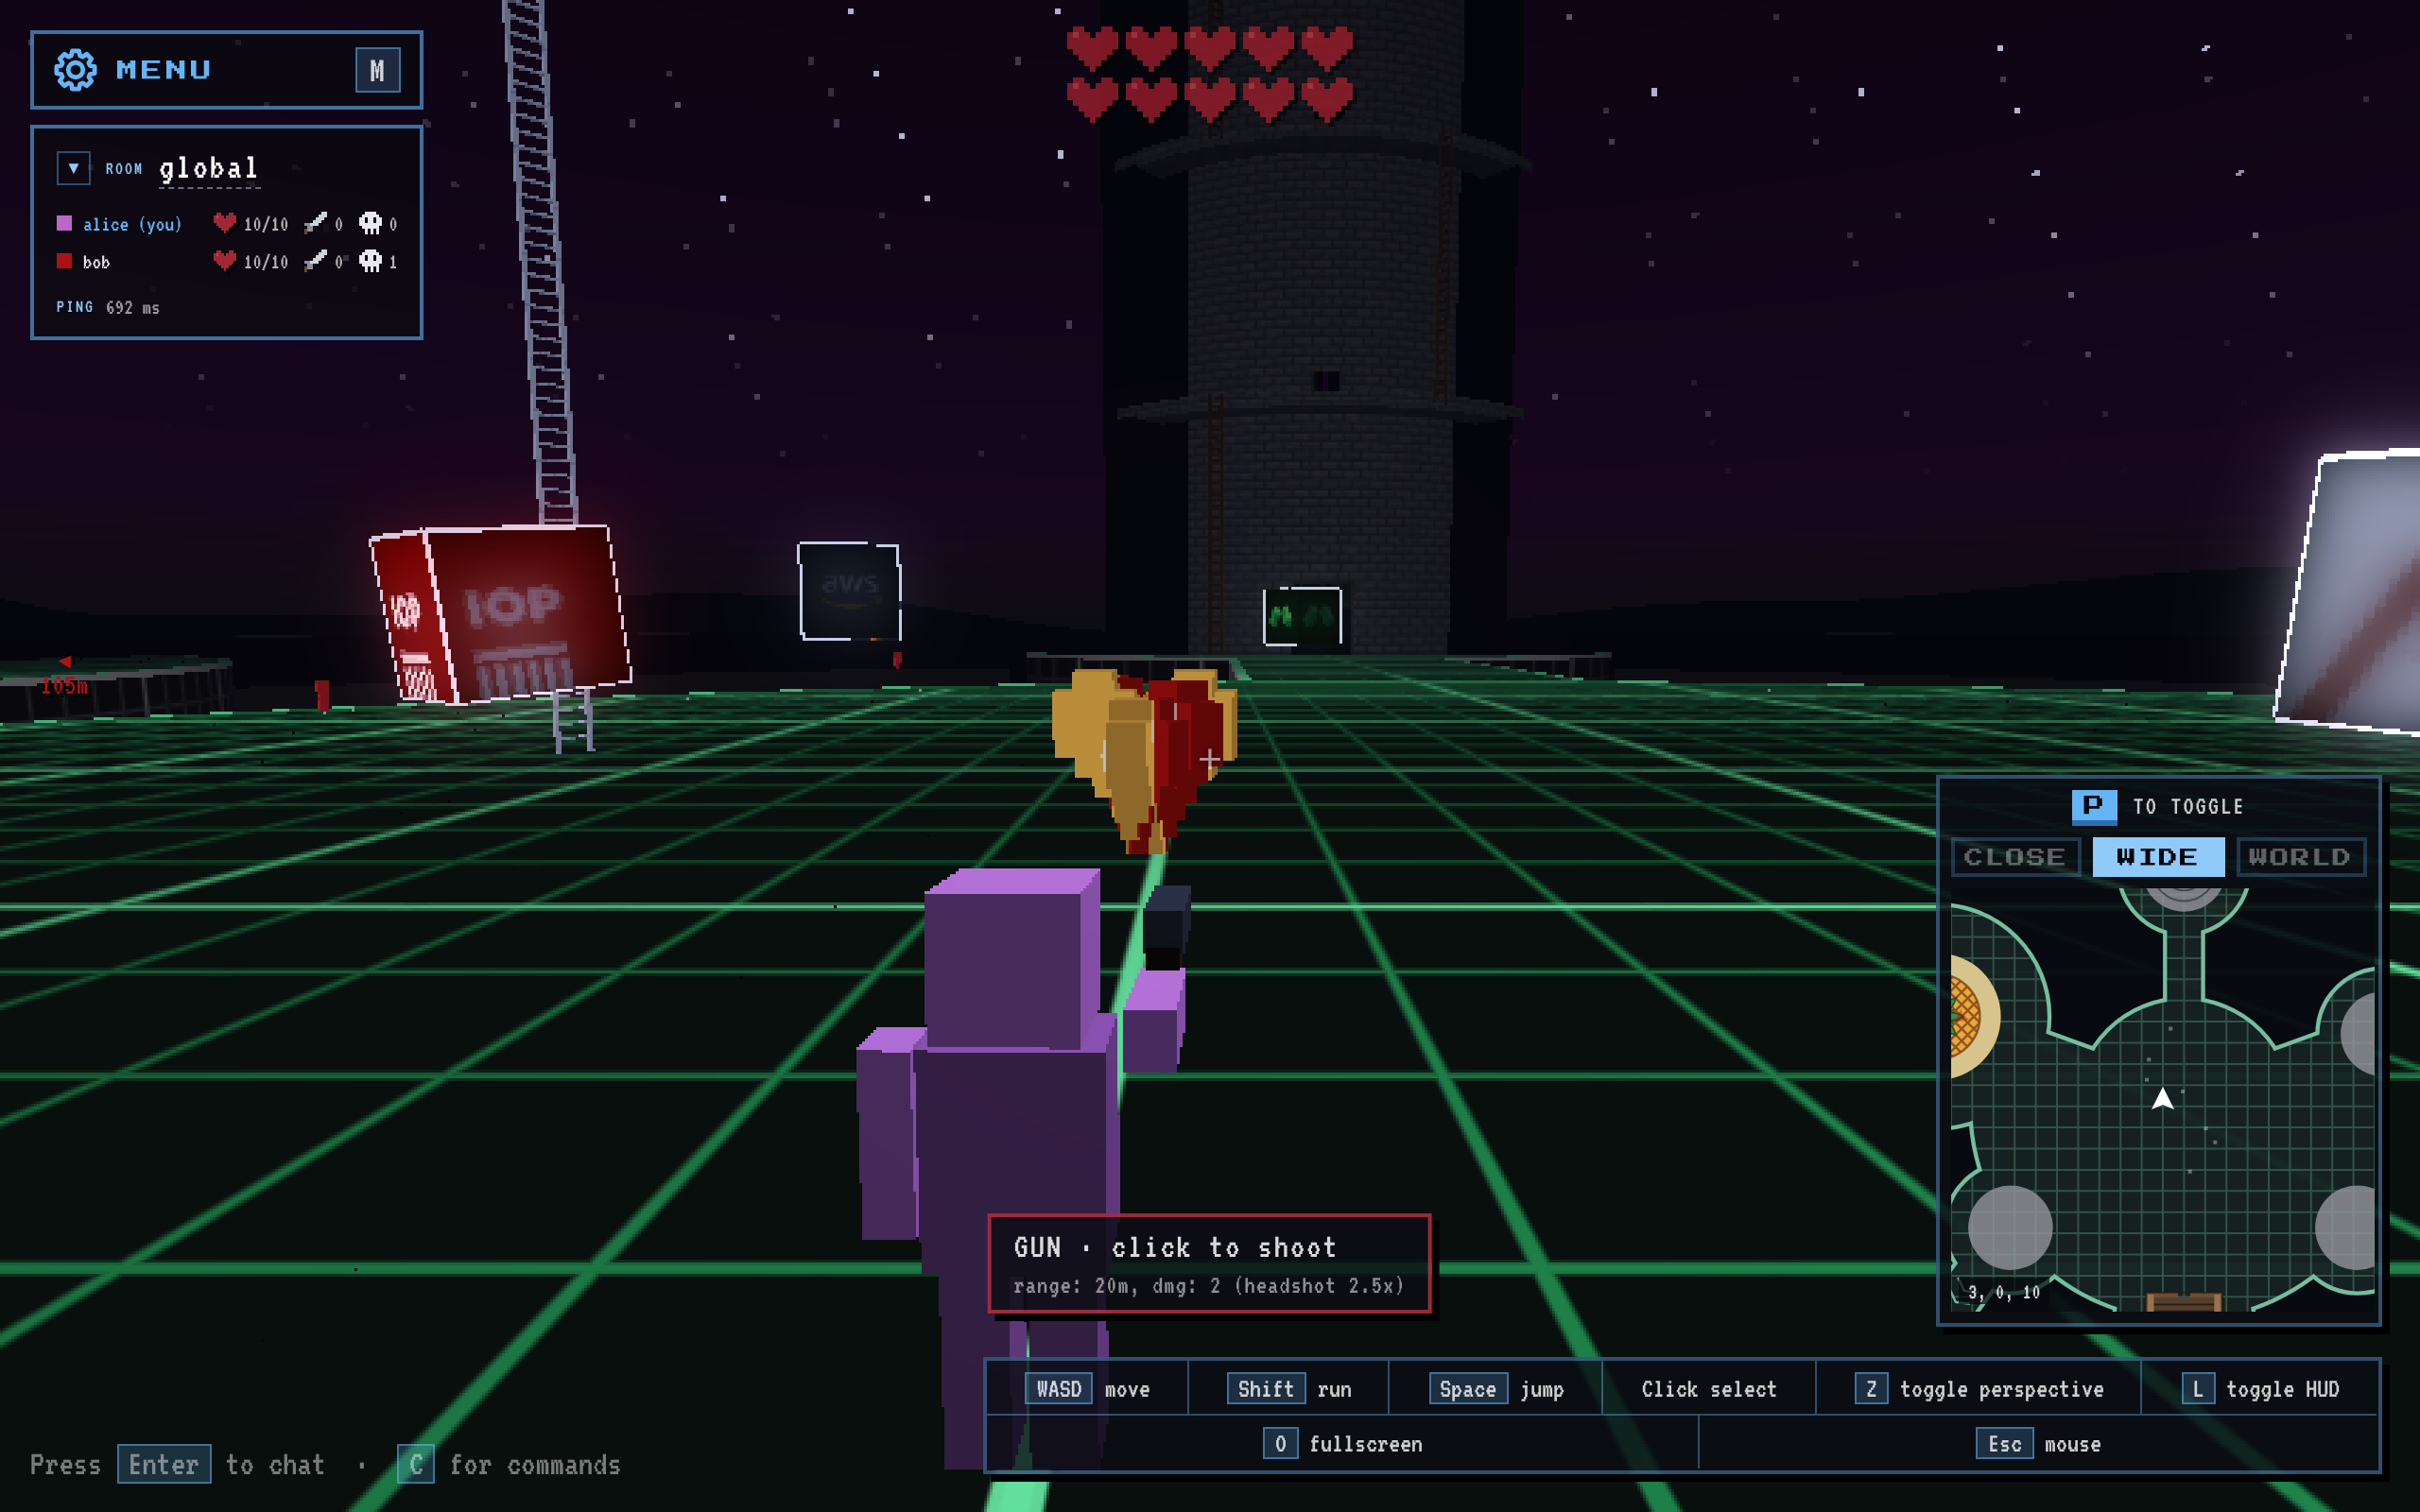 MENU M
▼ ROOM global
alice (you) 10/10 0 0
bob 10/10 0 1
PING 692 ms
aws
105m
P TO TOGGLE
CLOSE WIDE WORLD
3, 0, 10
GUN · click to shoot
range: 20m, dmg: 2 (headshot 2.5x)
WASD move Shift run Space jump Click select Z toggle perspective L toggle HUD
O fullscreen Esc mouse
Press Enter to chat · C for commands